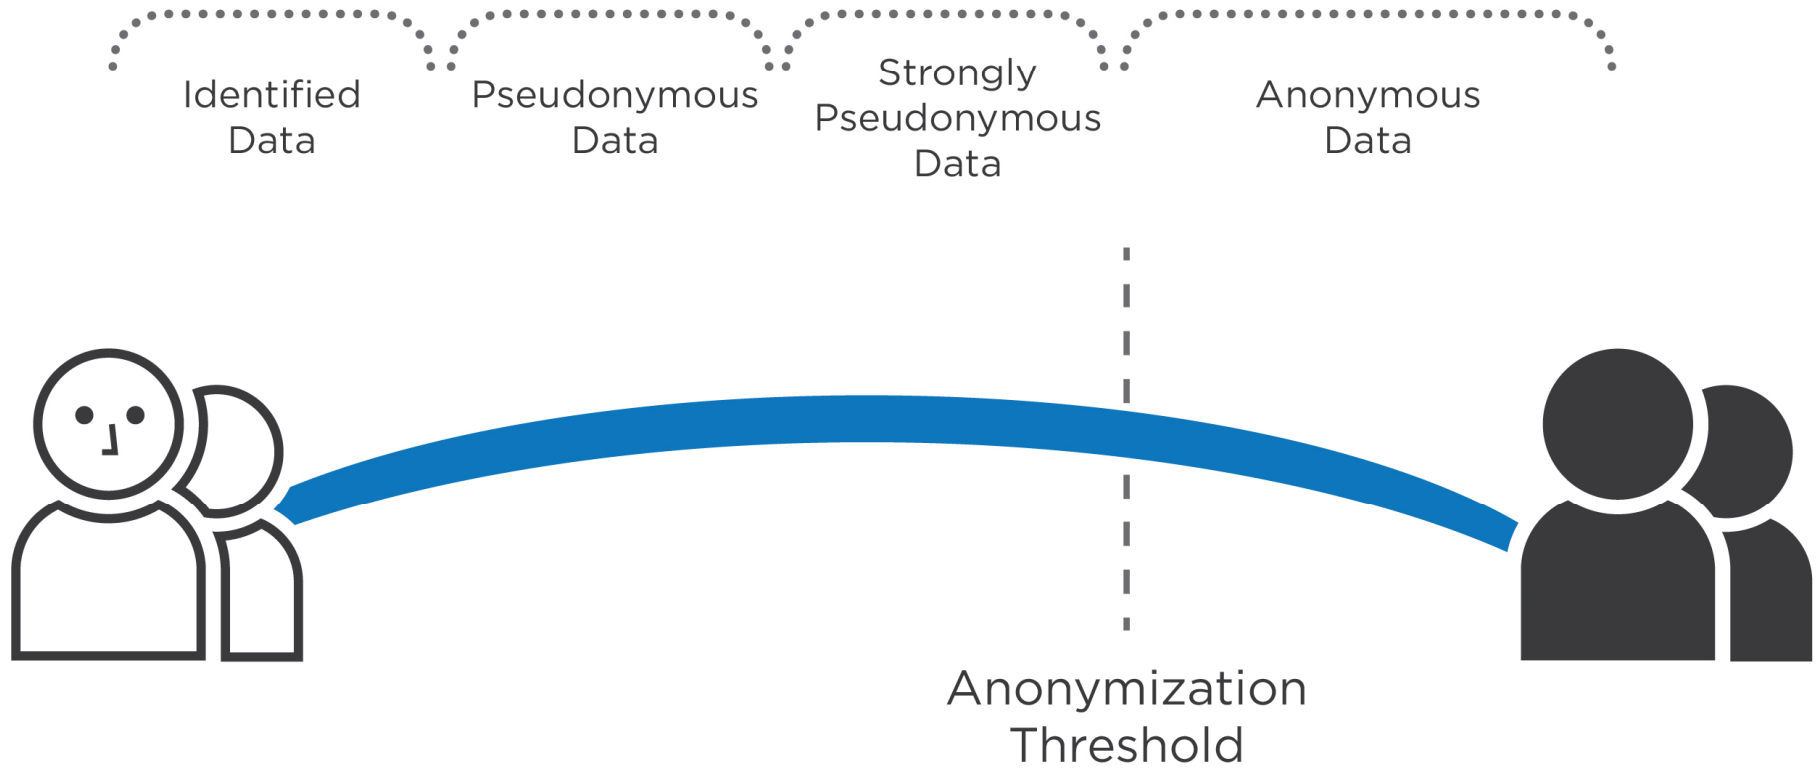 Identified
Data
Pseudonymous
Data
Strongly
Pseudonymous
Data
Anonymous
Data
Anonymization
Threshold